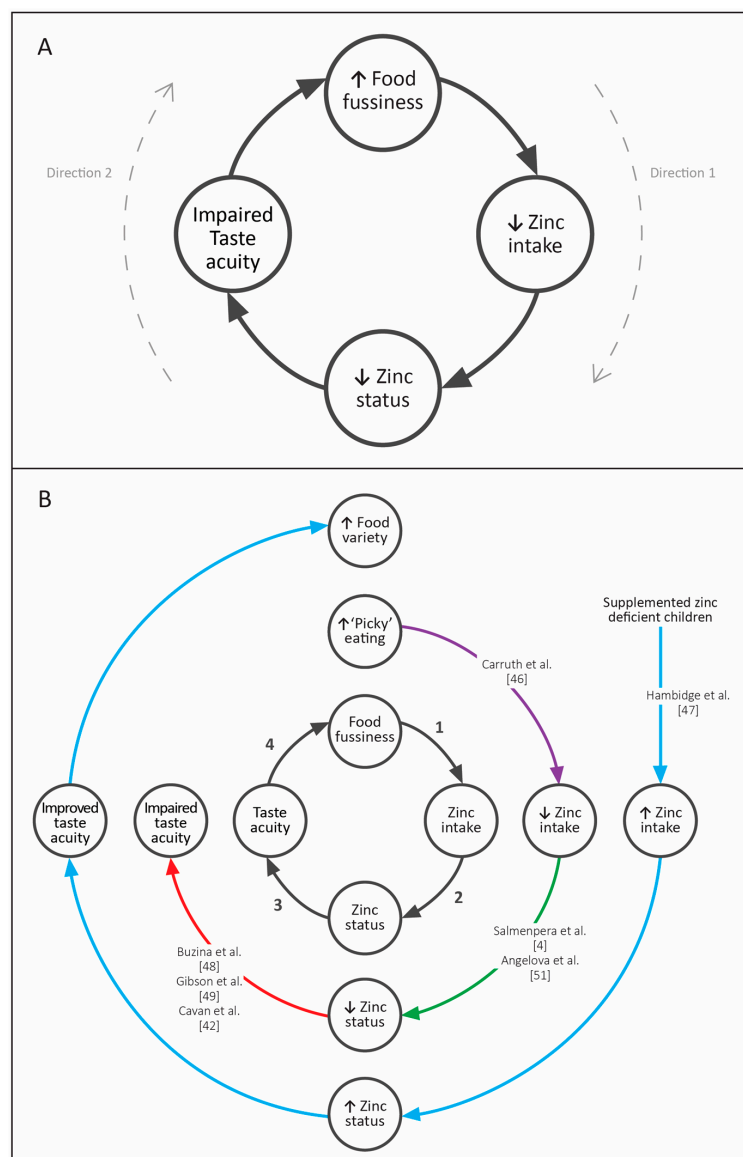 A
↑ Food
fussiness
Direction 2
Direction 1
Impaired
Taste
acuity
↓ Zinc
intake
↓ Zinc
status
B
↑ Food
variety
Supplemented zinc
deficient children
↑ ‘Picky’
eating
Carruth et al.
[46]
Hambidge et al.
[47]
Food
fussiness
1
4
Improved
taste
acuity
Impaired
taste
acuity
Taste
acuity
Zinc
intake
↓ Zinc
intake
↑ Zinc
intake
3
2
Zinc
status
Salmenpera et al.
[4]
Angelova et al.
[51]
Buzina et al.
[48]
Gibson et al.
[49]
Cavan et al.
[42]
↓ Zinc
status
↑ Zinc
status